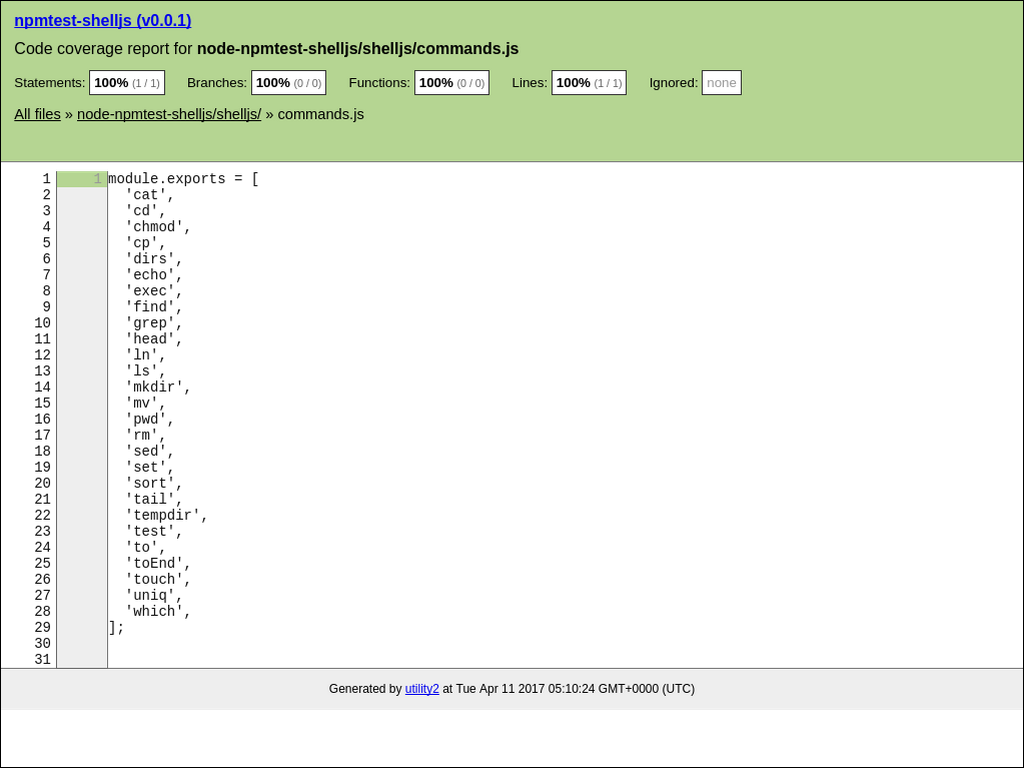 npmtest-shelljs (v0.0.1)
Code coverage report for node-npmtest-shelljs/shelljs/commands.js
Statements: 100% (1 / 1) Branches: 100% (0 / 0) Functions: 100% (0 / 0) Lines: 100% (1 / 1) Ignored: none
All files » node-npmtest-shelljs/shelljs/ » commands.js
1 1 module.exports = [
2 'cat',
3 'cd',
4 'chmod',
5 'cp',
6 'dirs',
7 'echo',
8 'exec',
9 'find',
10 'grep',
11 'head',
12 'ln',
13 'ls',
14 'mkdir',
15 'mv',
16 'pwd',
17 'rm',
18 'sed',
19 'set',
20 'sort',
21 'tail',
22 'tempdir',
23 'test',
24 'to',
25 'toEnd',
26 'touch',
27 'uniq',
28 'which',
29 ];
30
31
Generated by utility2 at Tue Apr 11 2017 05:10:24 GMT+0000 (UTC)